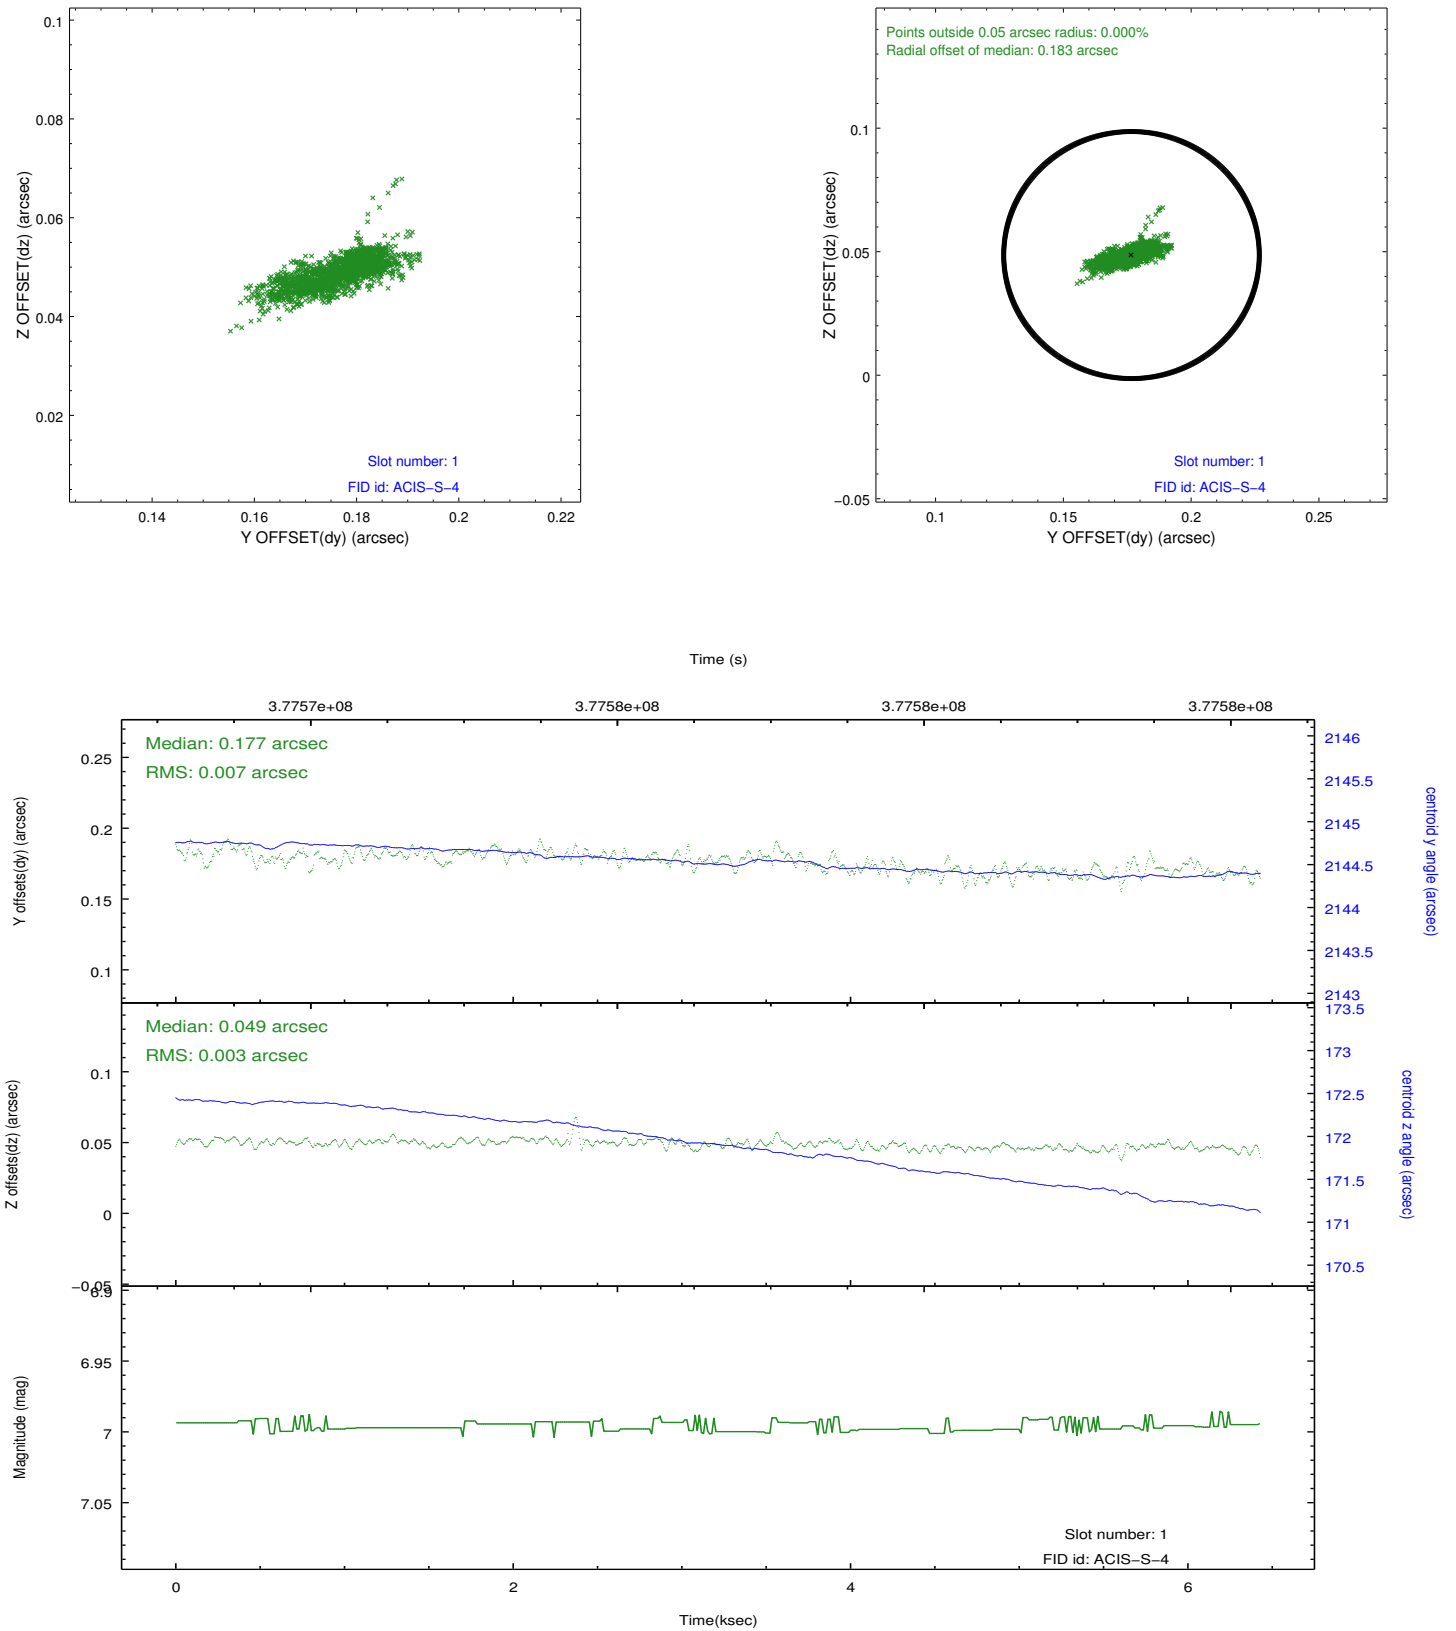 0.1
0.08
0.06
0.04
0.02
Z OFFSET(dz) (arcsec)
0.14 0.16 0.18 0.2 0.22
Y OFFSET(dy) (arcsec)
Slot number: 1
FID id: ACIS−S−4
Points outside 0.05 arcsec radius: 0.000%
Radial offset of median: 0.183 arcsec
0.1
0.05
0
−0.05
Z OFFSET(dz) (arcsec)
0.1 0.15 0.2 0.25
Y OFFSET(dy) (arcsec)
Slot number: 1
FID id: ACIS−S−4
Time (s)
3.7757e+08 3.7758e+08 3.7758e+08 3.7758e+08
Median: 0.177 arcsec
RMS: 0.007 arcsec
0.25
0.2
0.15
0.1
Y offsets(dy) (arcsec)
2146
2145.5
2145
2144.5
2144
2143.5
2143
centroid y angle (arcsec)
Median: 0.049 arcsec
RMS: 0.003 arcsec
0.1
0.05
0
−0.05
Z offsets(dz) (arcsec)
173.5
173
172.5
172
171.5
171
170.5
centroid z angle (arcsec)
6.9
6.95
7
7.05
Magnitude (mag)
Slot number: 1
FID id: ACIS−S−4
0 2 4 6
Time(ksec)